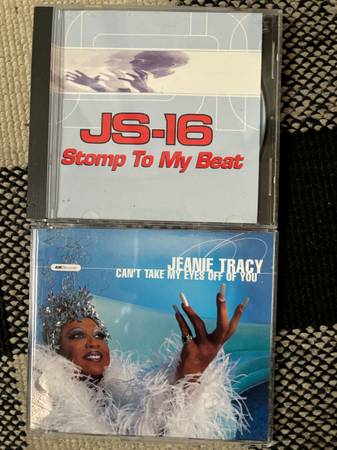 JS-16
Stomp To My Beat
JEANIE TRACY
CAN'T TAKE MY EYES OFF OF YOU